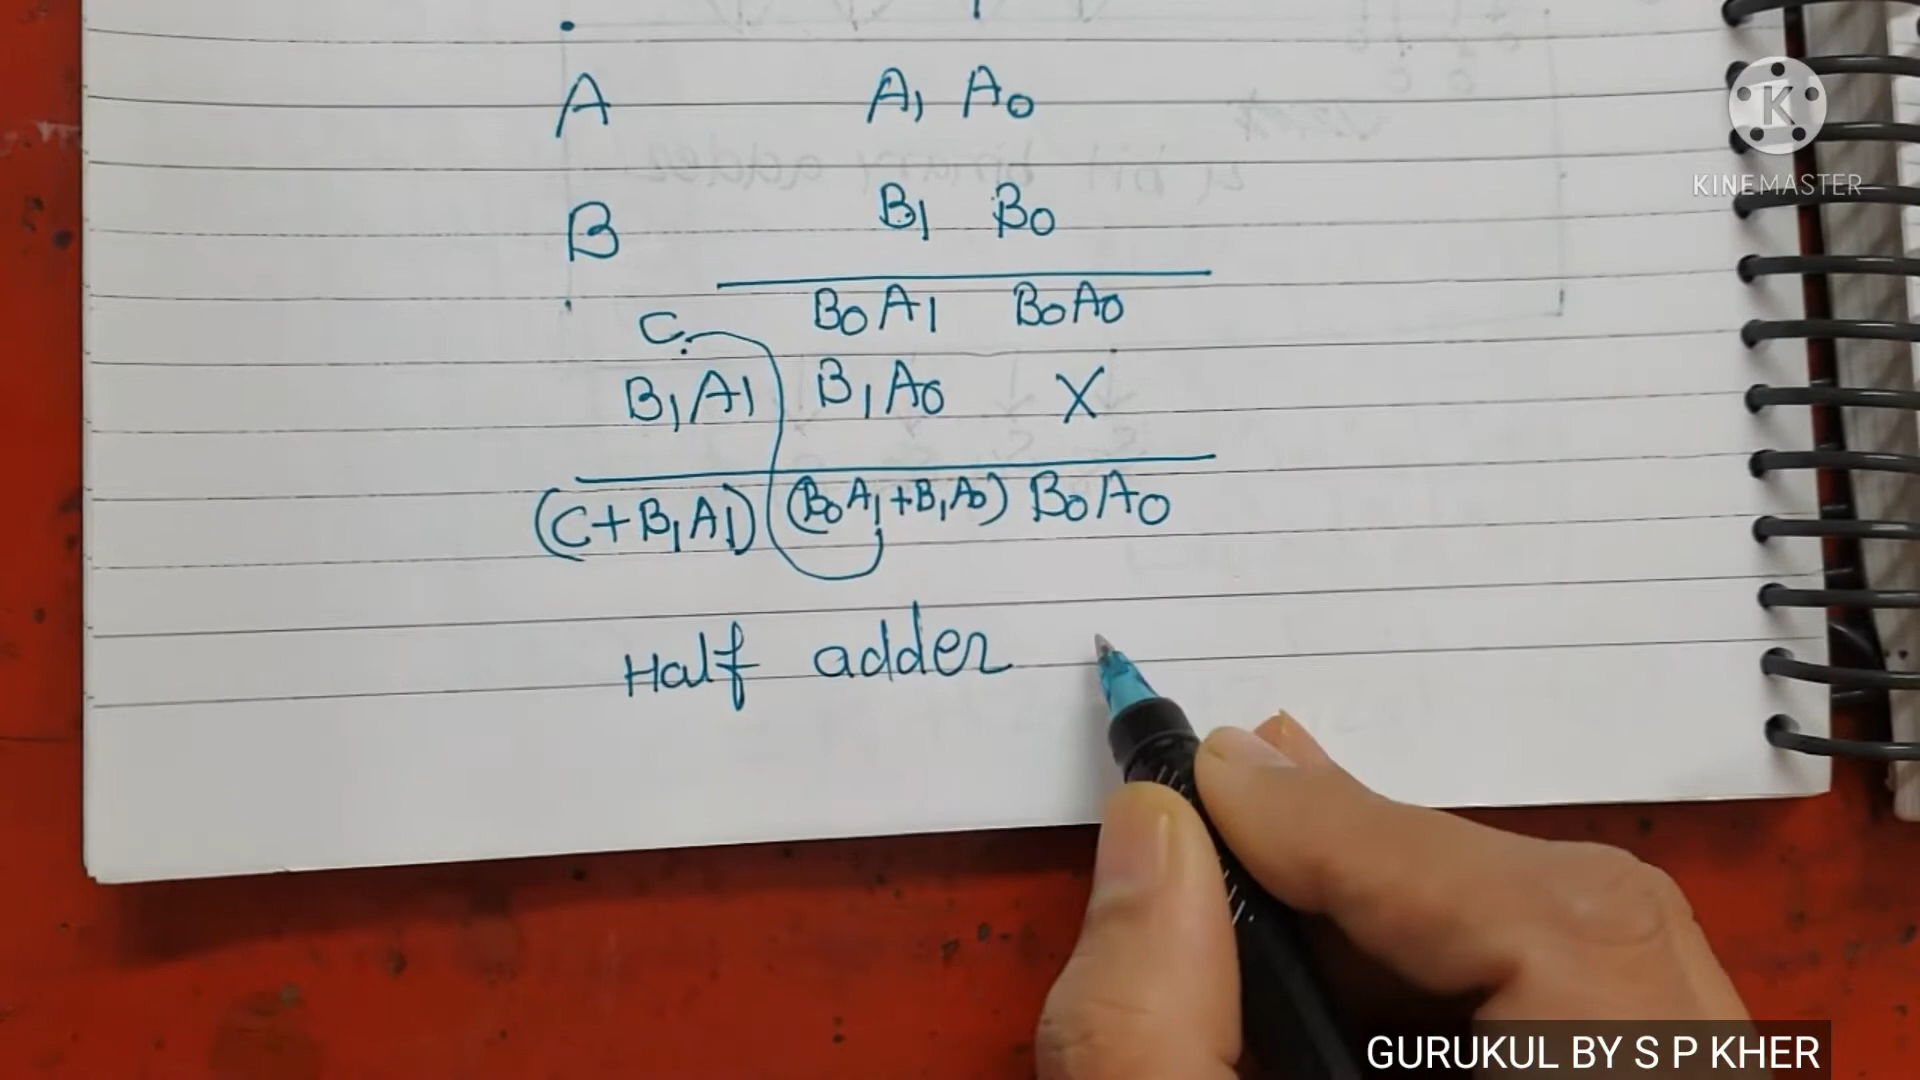 A A1 A0
B B1 B0
C B0A1 B0A0
B1A1 B1A0 X
(C+B1A1) (B0A1+B1A0) B0A0
Half adder
K
KINEMASTER
GURUKUL BY S P KHER